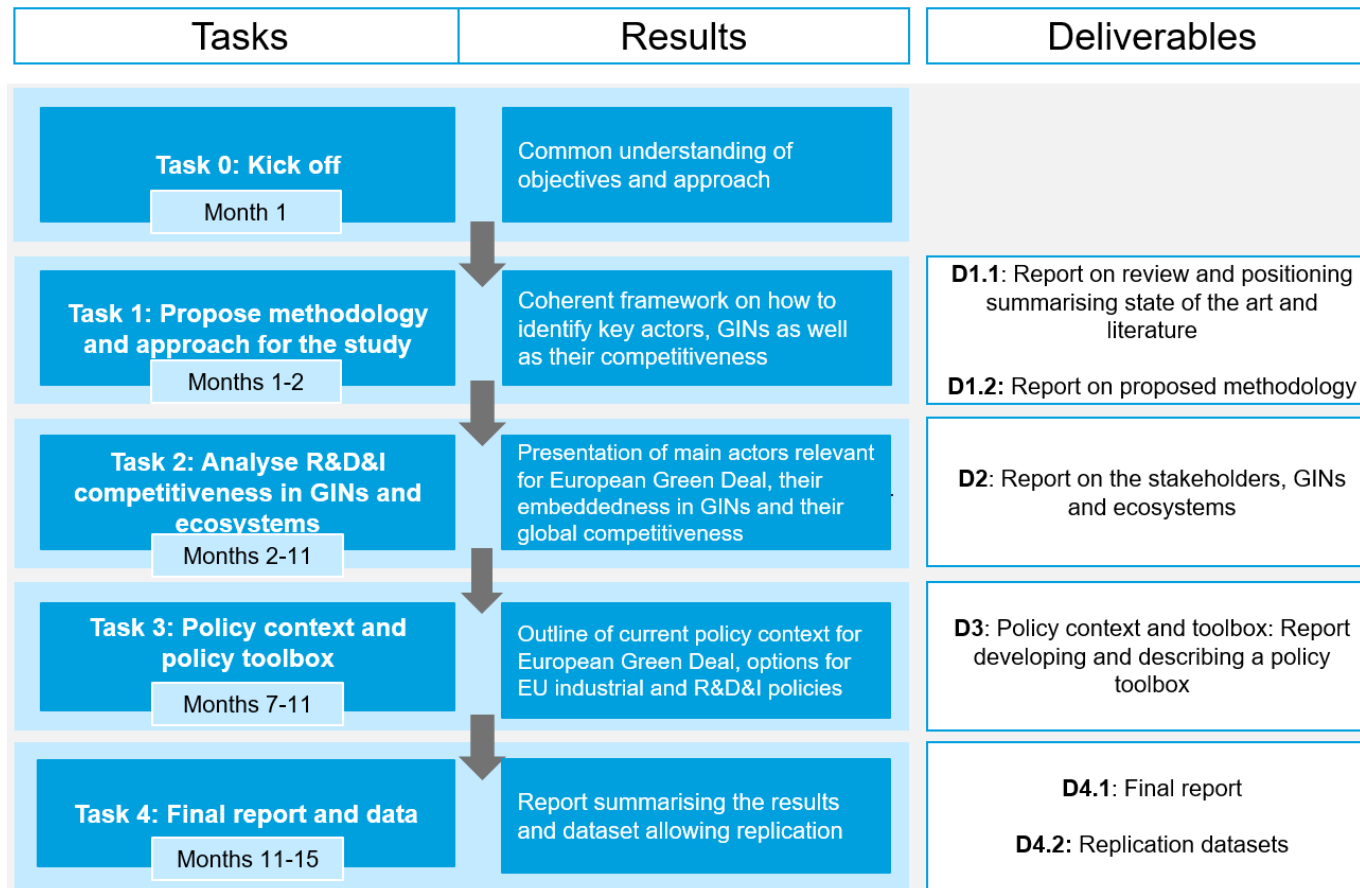 Tasks
Results
Deliverables
Task 0: Kick off
Month 1
Common understanding of
objectives and approach
Task 1: Propose methodology
and approach for the study
Months 1-2
Coherent framework on how to
identify key actors, GINs as well
as their competitiveness
D1.1: Report on review and positioning
summarising state of the art and
literature
D1.2: Report on proposed methodology
Task 2: Analyse R&D&I
competitiveness in GINs and
ecosystems
Months 2-11
Presentation of main actors relevant
for European Green Deal, their
embeddedness in GINs and their
global competitiveness
D2: Report on the stakeholders, GINs
and ecosystems
Task 3: Policy context and
policy toolbox
Months 7-11
Outline of current policy context for
European Green Deal, options for
EU industrial and R&D&I policies
D3: Policy context and toolbox: Report
developing and describing a policy
toolbox
Task 4: Final report and data
Months 11-15
Report summarising the results
and dataset allowing replication
D4.1: Final report
D4.2: Replication datasets